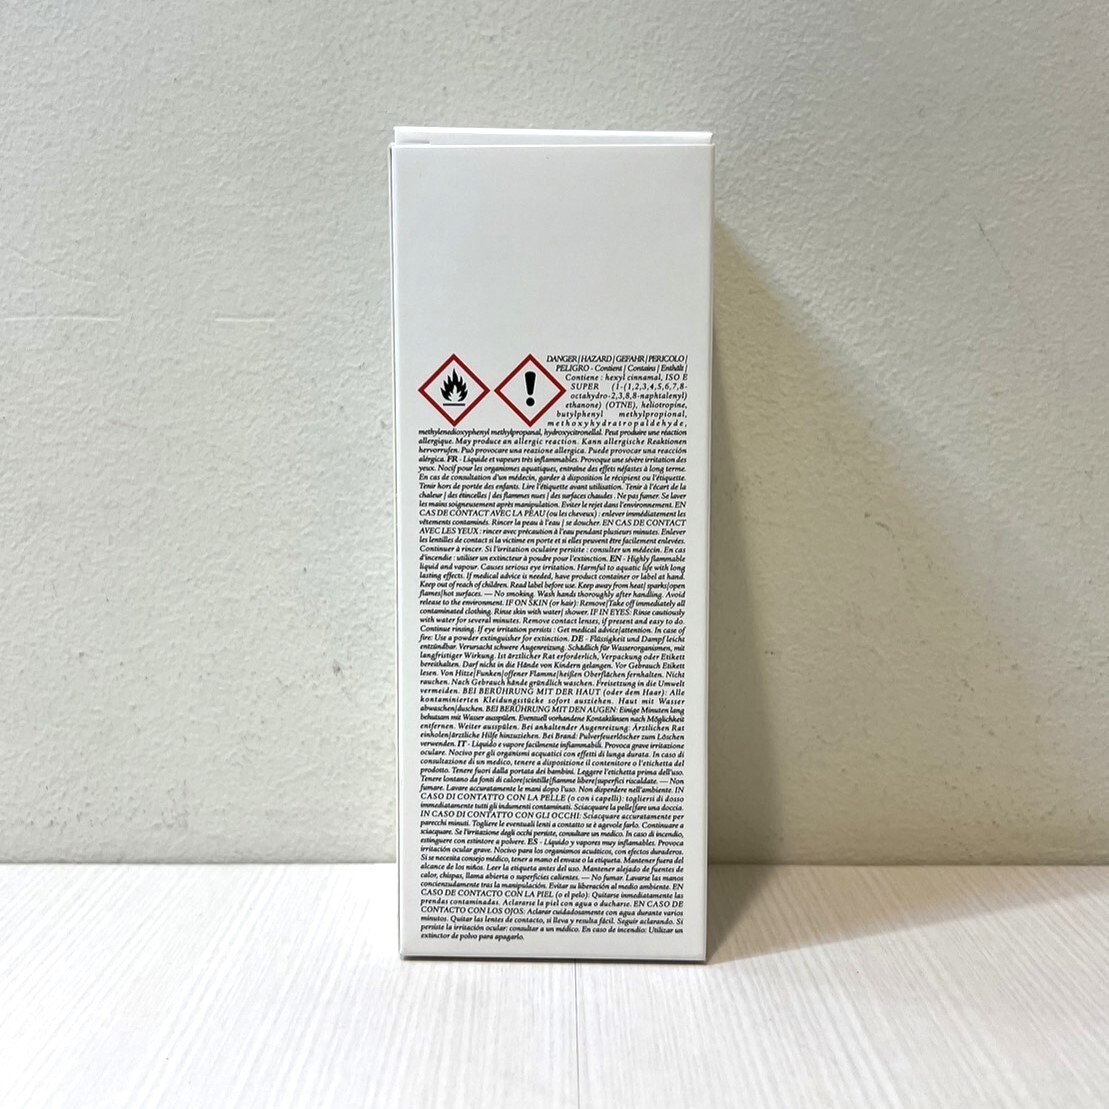 DANGER | HAZARD | GEFAHR | PERICOLO |
PELIGRO - Contient | Contains | Enthält |
Contiene : hexyl cinnamal, ISO E
SUPER (1-(1,2,3,4,5,6,7,8-
octahydro-2,3,8,8-naphtalenyl)
ethanone) (OTNE), heliotropine,
butylphenyl methylpropional,
methoxyhydratropaldehyde,
methylenedioxyphenyl methylpropanal, hydroxycitronellal. Peut produire une réaction
allergique. May produce an allergic reaction. Kann allergische Reaktionen
hervorrufen. Può provocare una reazione allergica. Puede provocar una reacción
alérgica. FR - Liquide et vapeurs très inflammables. Provoque une sévère irritation des
yeux. Nocif pour les organismes aquatiques, entraîne des effets néfastes à long terme.
En cas de consultation d'un médecin, garder à disposition le récipient ou l'étiquette.
Tenir hors de portée des enfants. Lire l'étiquette avant utilisation. Tenir à l'écart de la
chaleur | des étincelles | des flammes nues | des surfaces chaudes . Ne pas fumer. Se laver
les mains soigneusement après manipulation. Eviter le rejet dans l'environnement. EN
CAS DE CONTACT AVEC LA PEAU (ou les cheveux) : enlever immédiatement les
vêtements contaminés. Rincer la peau à l'eau | se doucher. EN CAS DE CONTACT
AVEC LES YEUX : rincer avec précaution à l'eau pendant plusieurs minutes. Enlever
les lentilles de contact si la victime en porte et si elles peuvent être facilement enlevées.
Continuer à rincer. Si l'irritation oculaire persiste : consulter un médecin. En cas
d'incendie : utiliser un extincteur à poudre pour l'extinction. EN - Highly flammable
liquid and vapour. Causes serious eye irritation. Harmful to aquatic life with long
lasting effects. If medical advice is needed, have product container or label at hand.
Keep out of reach of children. Read label before use. Keep away from heat| sparks|open
flames|hot surfaces. — No smoking. Wash hands thoroughly after handling. Avoid
release to the environment. IF ON SKIN (or hair): Remove|Take off immediately all
contaminated clothing. Rinse skin with water| shower. IF IN EYES: Rinse cautiously
with water for several minutes. Remove contact lenses, if present and easy to do.
Continue rinsing. If eye irritation persists : Get medical advice|attention. In case of
fire: Use a powder extinguisher for extinction. DE - Flüssigkeit und Dampf leicht
entzündbar. Verursacht schwere Augenreizung. Schädlich für Wasserorganismen, mit
langfristiger Wirkung. Ist ärztlicher Rat erforderlich, Verpackung oder Etikett
bereithalten. Darf nicht in die Hände von Kindern gelangen. Vor Gebrauch Etikett
lesen. Von Hitze|Funken|offener Flamme|heißen Oberflächen fernhalten. Nicht
rauchen. Nach Gebrauch hände gründlich waschen. Freisetzung in die Umwelt
vermeiden. BEI BERÜHRUNG MIT DER HAUT (oder dem Haar): Alle
kontaminierten Kleidungsstücke sofort ausziehen. Haut mit Wasser
abwaschen|duschen. BEI BERÜHRUNG MIT DEN AUGEN: Einige Minuten lang
behutsam mit Wasser ausspülen. Eventuell vorhandene Kontaktlinsen nach Möglichkeit
entfernen. Weiter ausspülen. Bei anhaltender Augenreizung: Ärztlichen Rat
einholen|ärztliche Hilfe hinzuziehen. Bei Brand: Pulverfeuerlöscher zum Löschen
verwenden. IT - Liquido e vapore facilmente infiammabili. Provoca grave irritazione
oculare. Nocivo per gli organismi acquatici con effetti di lunga durata. In caso di
consultazione di un medico, tenere a disposizione il contenitore o l'etichetta del
prodotto. Tenere fuori dalla portata dei bambini. Leggere l'etichetta prima dell'uso.
Tenere lontano da fonti di calore|scintille|fiamme libere|superfici riscaldate. — Non
fumare. Lavare accuratamente le mani dopo l'uso. Non disperdere nell'ambiente. IN
CASO DI CONTATTO CON LA PELLE (o con i capelli): togliersi di dosso
immediatamente tutti gli indumenti contaminati. Sciacquare la pelle|fare una doccia.
IN CASO DI CONTATTO CON GLI OCCHI: Sciacquare accuratamente per
parecchi minuti. Togliere le eventuali lenti a contatto se è agevole farlo. Continuare a
sciacquare. Se l'irritazione degli occhi persiste, consultare un medico. In caso di incendio,
estinguere con estintore a polvere. ES - Líquido y vapores muy inflamables. Provoca
irritación ocular grave. Nocivo para los organismos acuáticos, con efectos duraderos.
Si se necesita consejo médico, tener a mano el envase o la etiqueta. Mantener fuera del
alcance de los niños. Leer la etiqueta antes del uso. Mantener alejado de fuentes de
calor, chispas, llama abierta o superficies calientes. — No fumar. Lavarse las manos
concienzudamente tras la manipulación. Evitar su liberación al medio ambiente. EN
CASO DE CONTACTO CON LA PIEL (o el pelo): Quitarse inmediatamente las
prendas contaminadas. Aclararse la piel con agua o ducharse. EN CASO DE
CONTACTO CON LOS OJOS: Aclarar cuidadosamente con agua durante varios
minutos. Quitar las lentes de contacto, si lleva y resulta fácil. Seguir aclarando. Si
persiste la irritación ocular: consultar a un médico. En caso de incendio: Utilizar un
extinctor de polvo para apagarlo.